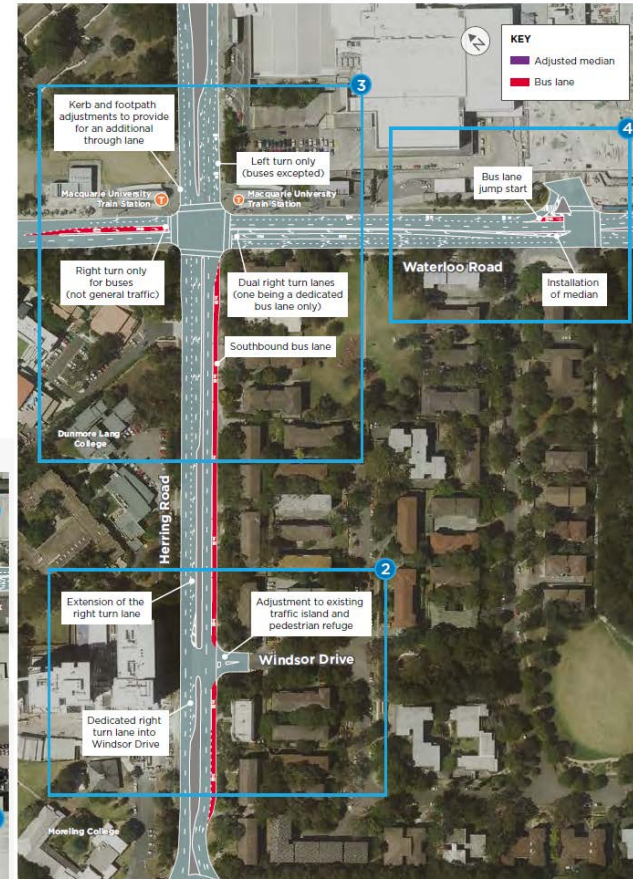 KEY
Adjusted median
Bus lane
3
4
Kerb and footpath
adjustments to provide
for an additional
through lane
Left turn only
(buses excepted)
Bus lane
jump start
Macquarie University
Train Station
T
T
Macquarie University
Train Station
Right turn only
for buses
(not general traffic)
Dual right turn lanes
(one being a dedicated
bus lane only)
Waterloo Road
Installation
of median
Southbound bus lane
Dunmore Lang
College
Herring Road
2
Extension of the
right turn lane
Adjustment to existing
traffic island and
pedestrian refuge
Windsor Drive
Dedicated right
turn lane into
Windsor Drive
Morling College
N